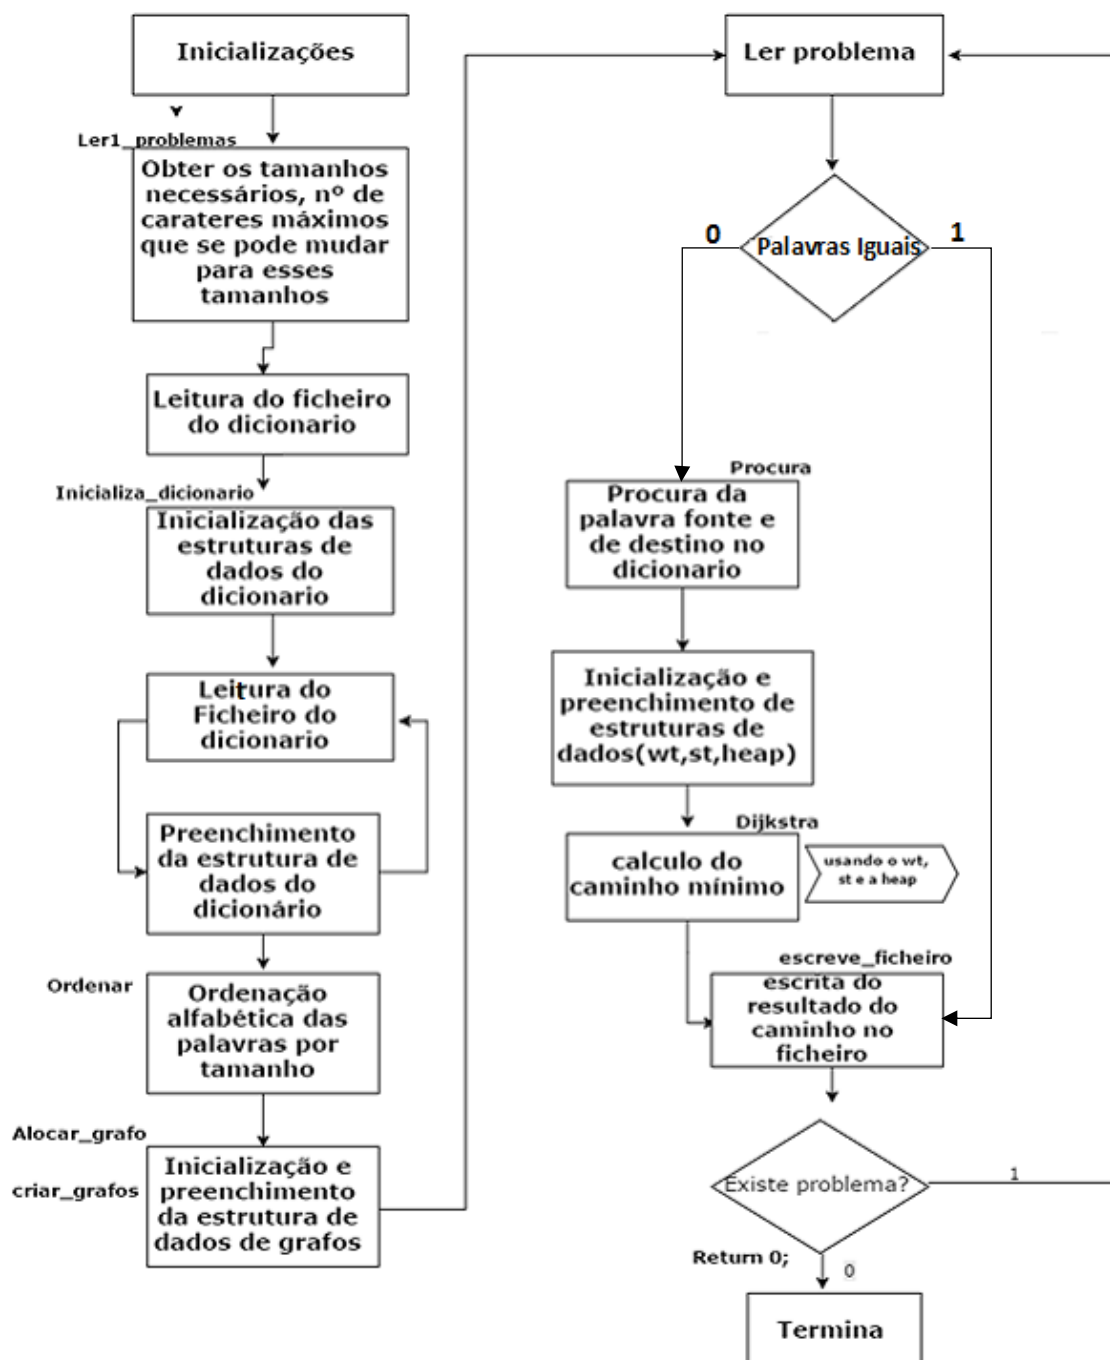 Inicializações
Ler1_problemas
Obter os tamanhos
necessários, nº de
carateres máximos
que se pode mudar
para esses
tamanhos
Leitura do ficheiro
do dicionario
Inicializa_dicionario
Inicialização das
estruturas de
dados do
dicionario
Leitura do
Ficheiro do
dicionario
Preenchimento
da estrutura de
dados do
dicionário
Ordenar
Ordenação
alfabética das
palavras por
tamanho
Alocar_grafo
criar_grafos
Inicialização e
preenchimento
da estrutura de
dados de grafos
Ler problema
0
Palavras Iguais
1
Procura
Procura da
palavra fonte e
de destino no
dicionario
Inicialização e
preenchimento de
estruturas de
dados(wt,st,heap)
Dijkstra
calculo do
caminho mínimo
usando o wt,
st e a heap
escreve_ficheiro
escrita do
resultado do
caminho no
ficheiro
Existe problema?
1
Return 0;
0
Termina